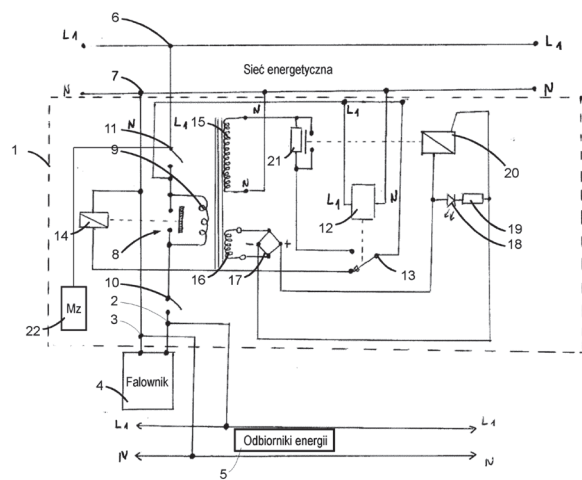 6
L1 L1
Sieć energetyczna
7
N N
11
N
L1 15 N
L1
9
1
21
20
L1 N
12
14
8
N
19
18
- +
13
16 17
10
2
Mz
22
3
Falownik
4
L1 L1
Odbiorniki energii
N N
5